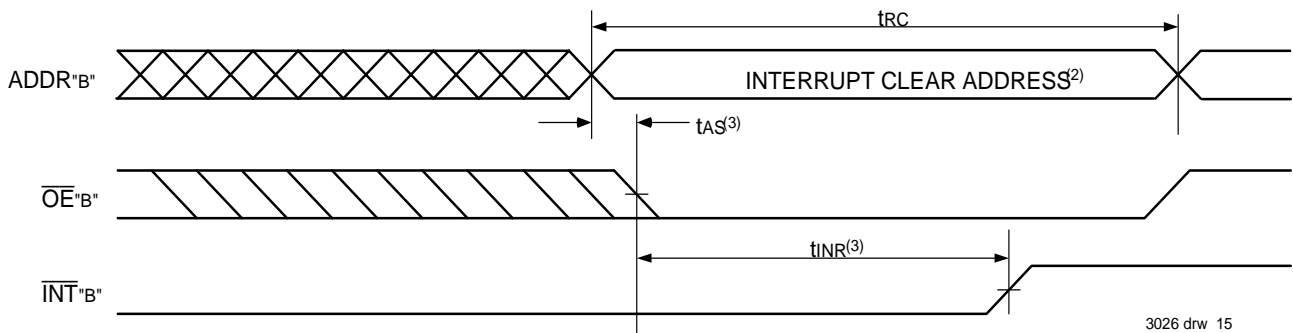 tRC
ADDR"B"
INTERRUPT CLEAR ADDRESS(2)
tAS(3)
OE"B"
tINR(3)
INT"B"
3026 drw 15